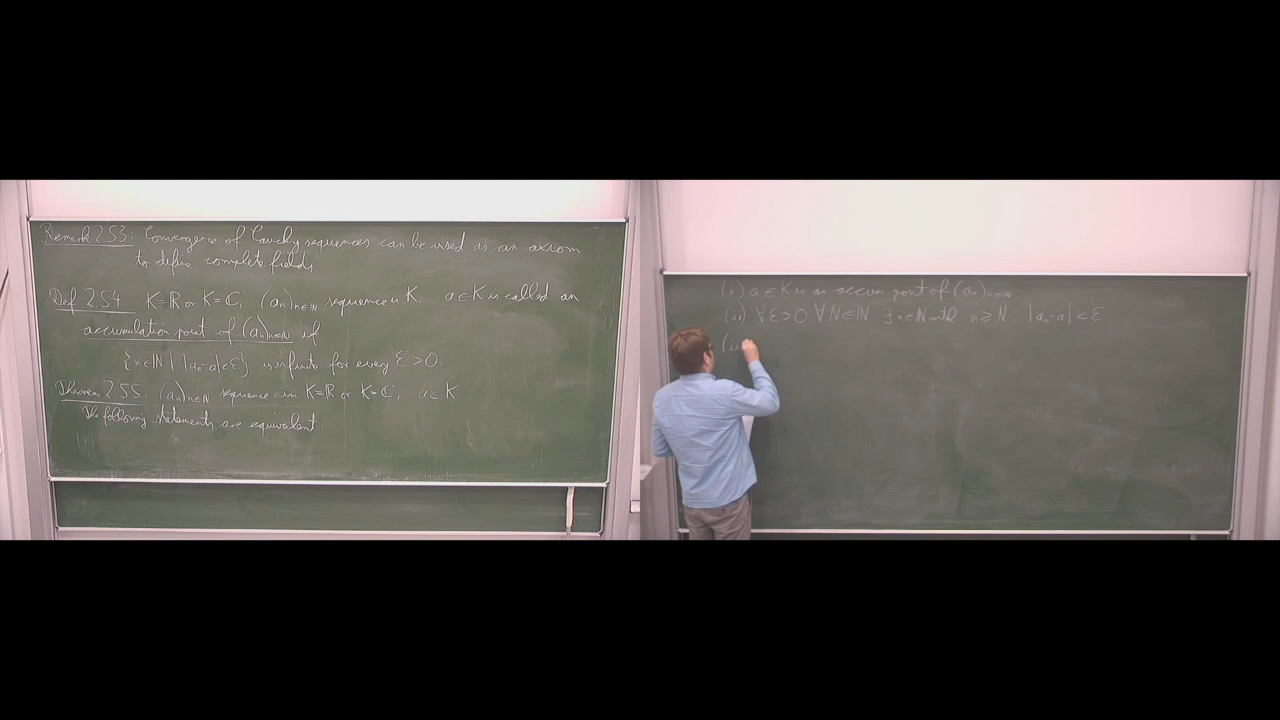 Remark 2.53: Convergence of Cauchy sequences can be used as an axiom
to define complete fields
Def. 2.54. K=ℝ or K=ℂ, (aₙ)ₙ∈ℕ sequence in K. a∈K is called an
accumulation point of (aₙ)ₙ∈ℕ if
{n∈ℕ | |aₙ-a|<ε} is infinite for every ε>0.
Theorem 2.55. (aₙ)ₙ∈ℕ sequence in K=ℝ or K=ℂ, a∈K
The following statements are equivalent.
(i) a∈K is an accum. point of (aₙ)ₙ∈ℕ
(ii) ∀ε>0 ∀N∈ℕ ∃n∈ℕ with n≥N |aₙ-a|<ε
(ii